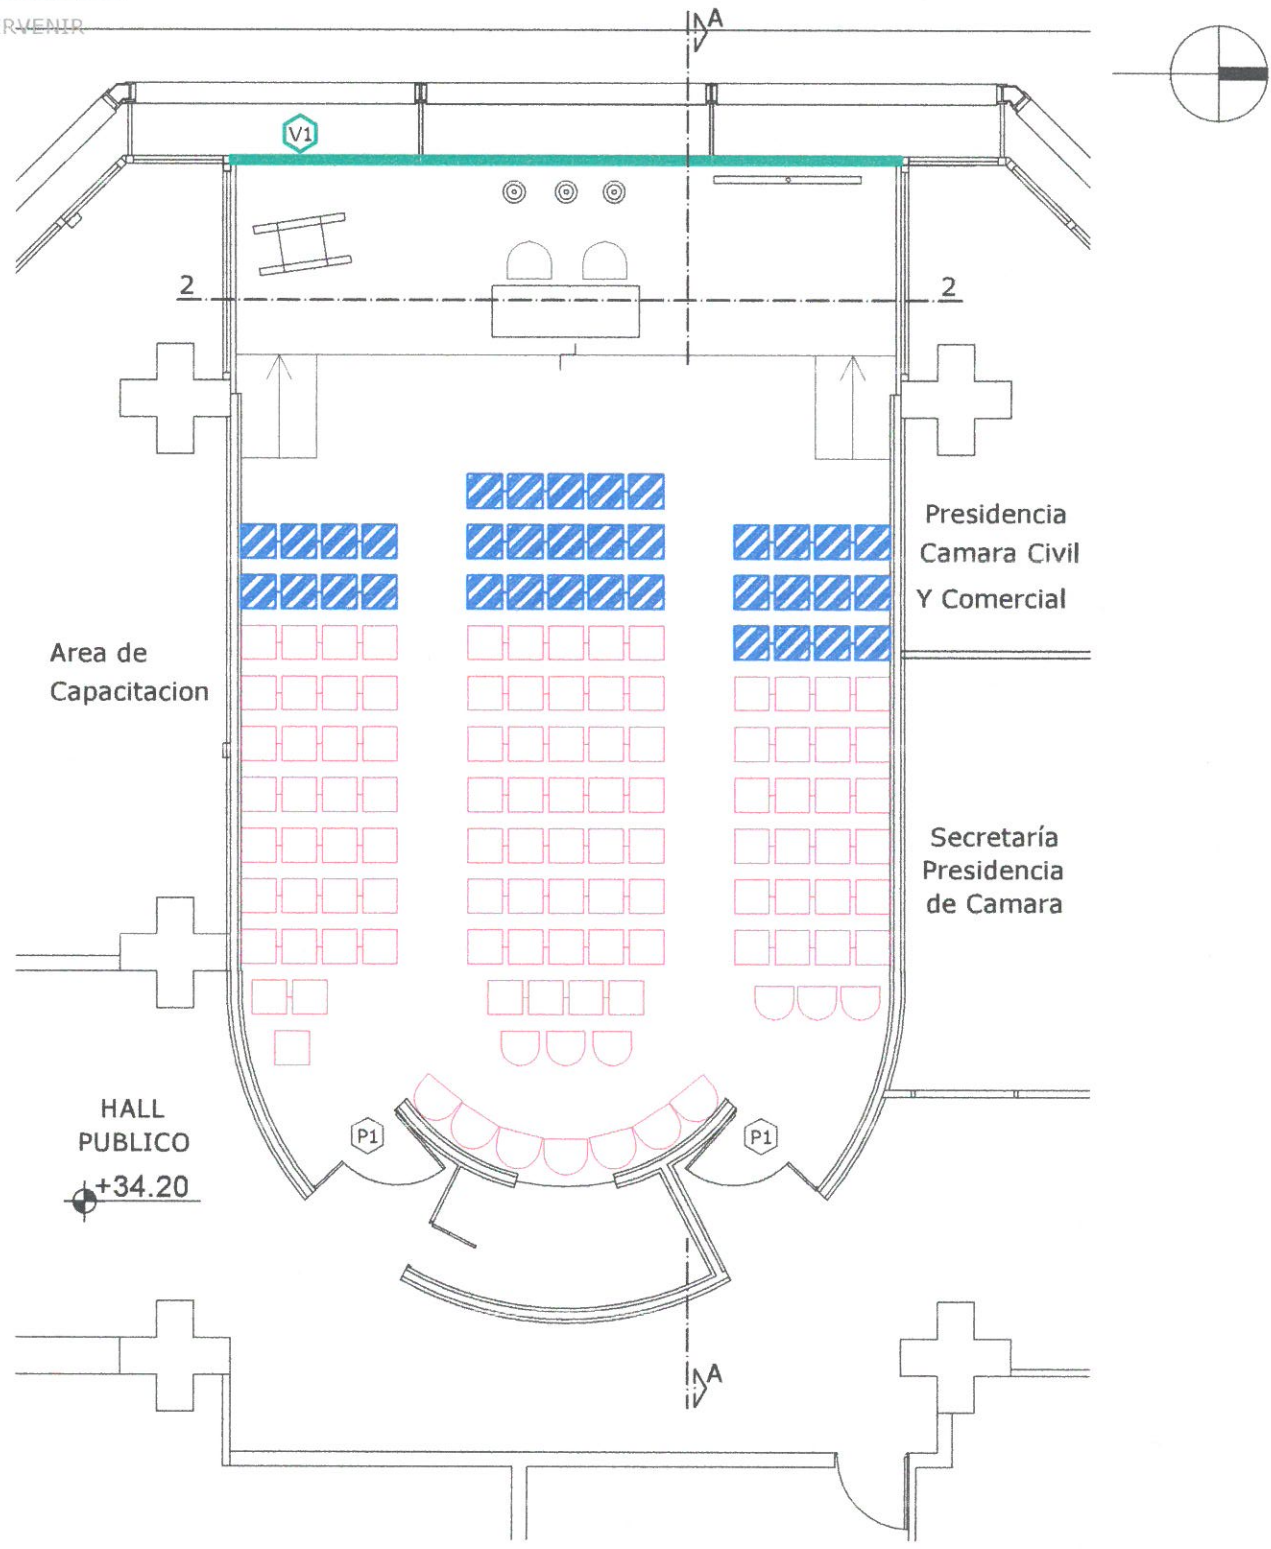 RVENIR
A
V1
2
2
Presidencia
Camara Civil
Y Comercial
Area de
Capacitacion
Secretaría
Presidencia
de Camara
HALL
PUBLICO
+34.20
P1
P1
A